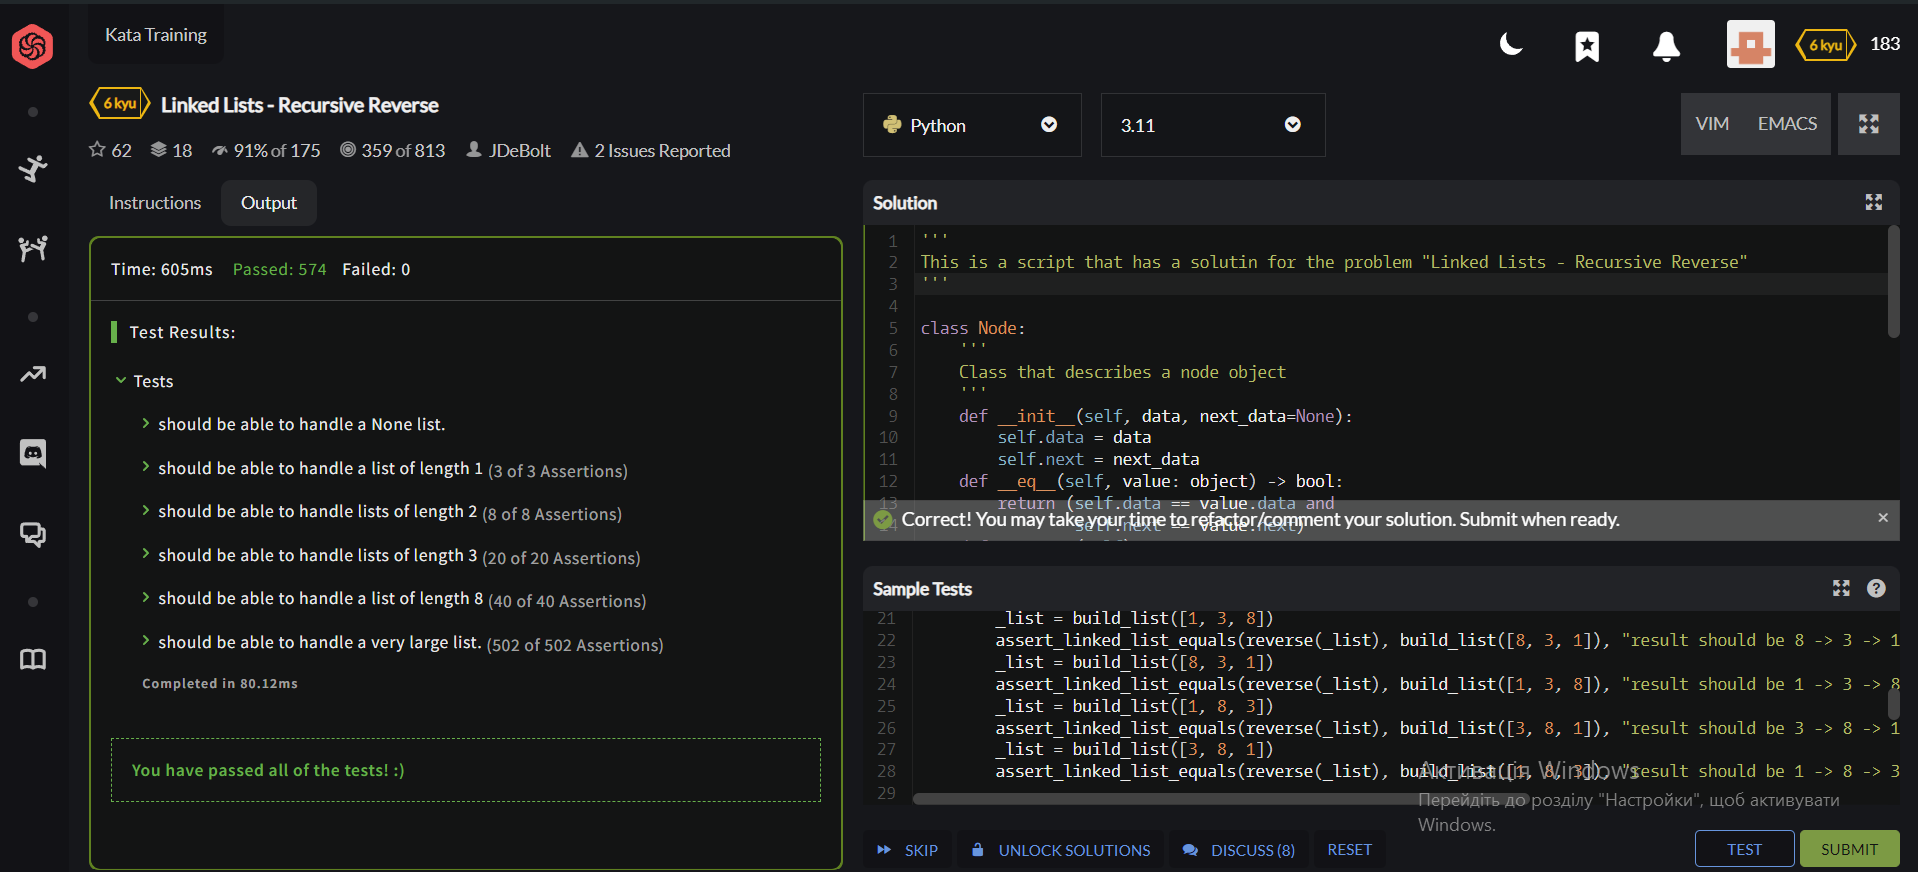 Kata Training
6 kyu
183
6 kyu Linked Lists - Recursive Reverse
62 18 91% of 175 359 of 813 JDeBolt 2 Issues Reported
Python
3.11
VIM EMACS
Instructions Output
Time: 605ms Passed: 574 Failed: 0
Test Results:
Tests
should be able to handle a None list.
should be able to handle a list of length 1 (3 of 3 Assertions)
should be able to handle lists of length 2 (8 of 8 Assertions)
should be able to handle lists of length 3 (20 of 20 Assertions)
should be able to handle a list of length 8 (40 of 40 Assertions)
should be able to handle a very large list. (502 of 502 Assertions)
Completed in 80.12ms
You have passed all of the tests! :)
Solution
1 '''
2 This is a script that has a solutin for the problem "Linked Lists - Recursive Reverse"
3 '''
4
5 class Node:
6 '''
7 Class that describes a node object
8 '''
9 def __init__(self, data, next_data=None):
10 self.data = data
11 self.next = next_data
12 def __eq__(self, value: object) -> bool:
13 return (self.data == value.data and
14 self.next == value.next)
Correct! You may take your time to refactor/comment your solution. Submit when ready.
Sample Tests
21 _list = build_list([1, 3, 8])
22 assert_linked_list_equals(reverse(_list), build_list([8, 3, 1]), "result should be 8 -> 3 -> 1
23 _list = build_list([8, 3, 1])
24 assert_linked_list_equals(reverse(_list), build_list([1, 3, 8]), "result should be 1 -> 3 -> 8
25 _list = build_list([1, 8, 3])
26 assert_linked_list_equals(reverse(_list), build_list([3, 8, 1]), "result should be 3 -> 8 -> 1
27 _list = build_list([3, 8, 1])
28 assert_linked_list_equals(reverse(_list), build_list([1, 8, 3]), "result should be 1 -> 8 -> 3
29
Активація Windows
Перейдіть до розділу "Настройки", щоб активувати
Windows.
SKIP UNLOCK SOLUTIONS DISCUSS (8) RESET
TEST SUBMIT